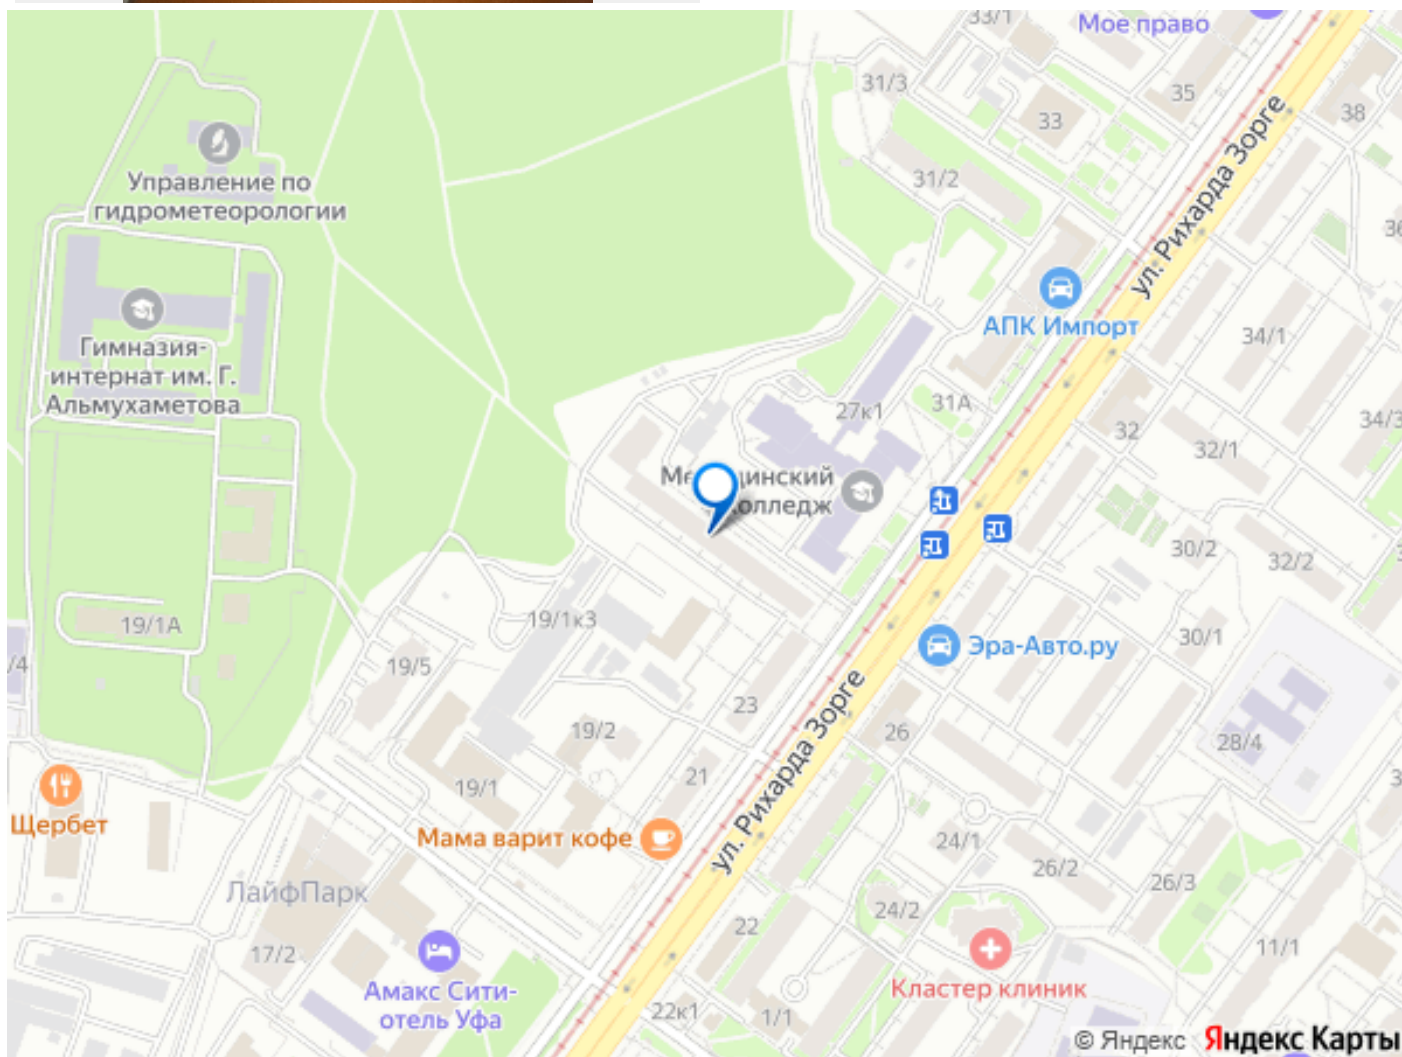 33/1
Мое право
31/3
35
33
38
31/2
ул. Рихарда Зорге
Управление по
гидрометеорологии
АПК Импорт
34/1
Гимназия-
интернат им. Г.
Альмухаметова
27к1
31А
32
32/1
34/3
Медицинский
колледж
30/2
32/2
19/1А
19/1к3
30/1
/4
19/5
Эра-Авто.ру
23
19/2
26
28/4
21
19/1
Щербет
Мама варит кофе
ул. Рихарда Зорге
24/1
26/2
26/3
ЛайфПарк
24/2
22
17/2
11/1
Амакс Сити-
отель Уфа
Кластер клиник
22к1
1/1
© Яндекс Яндекс Карты